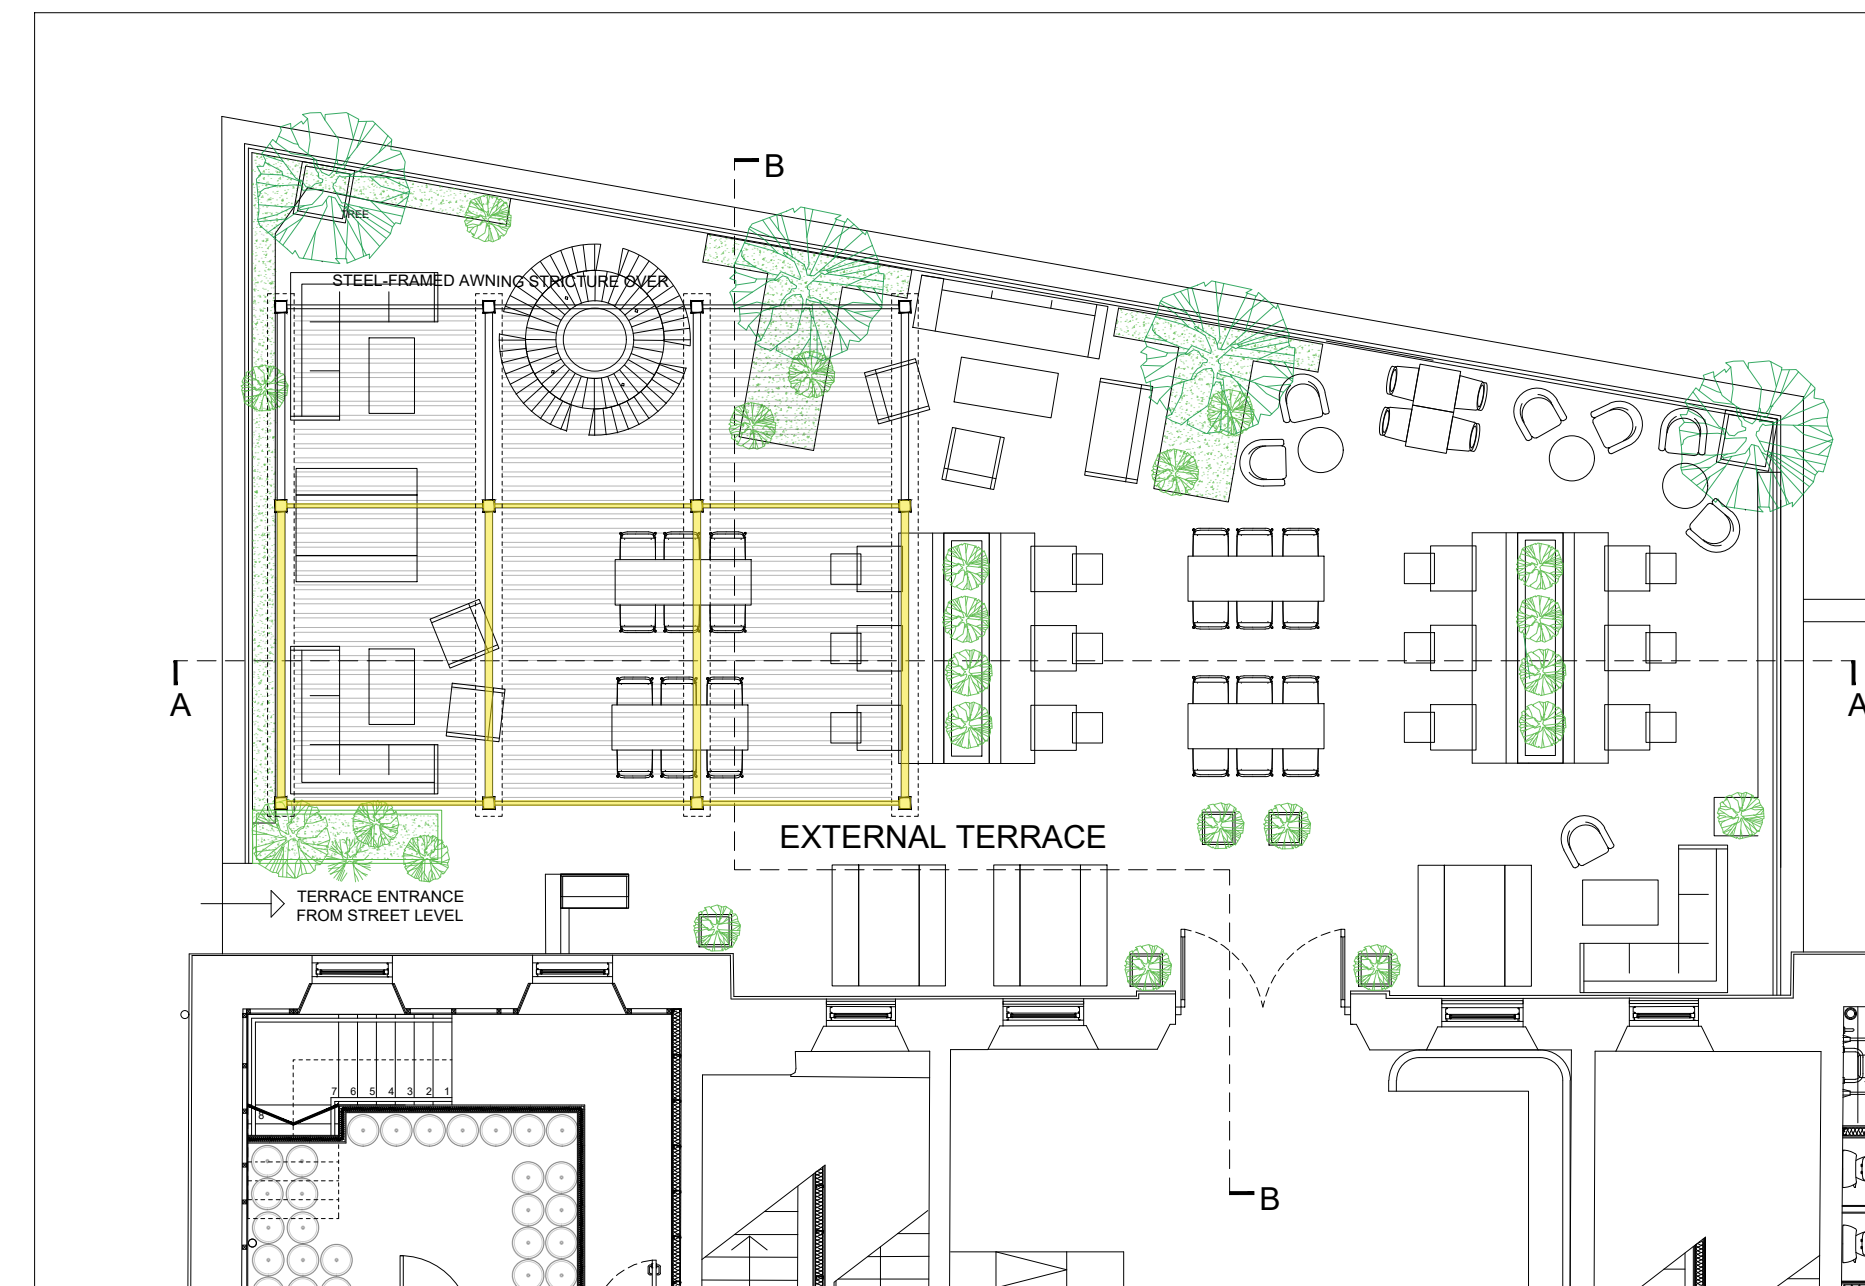 B
TREE
STEEL-FRAMED AWNING STRICTURE OVER
A
A
EXTERNAL TERRACE
TERRACE ENTRANCE
FROM STREET LEVEL
7 6 5 4 3 2 1
8
B